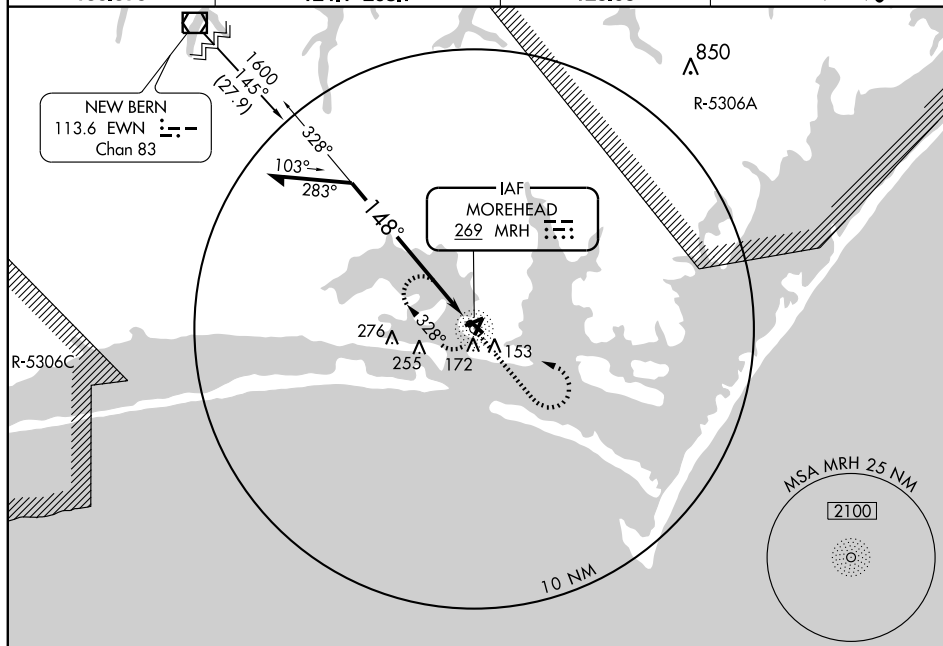 850
R-5306A
1600
145°
(27.9)
NEW BERN
113.6 EWN
Chan 83
328°
103°
283°
148°
IAF
MOREHEAD
269 MRH
328°
276
255
172
153
R-5306C
10 NM
MSA MRH 25 NM
2100